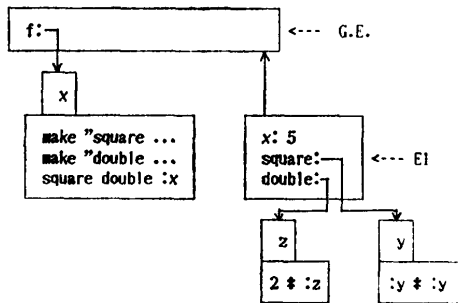 f: <--- G.E.
x
make "square ...
make "double ...
square double :x
x: 5
square: <--- E1
double:
z
y
2 * :z
:y * :y